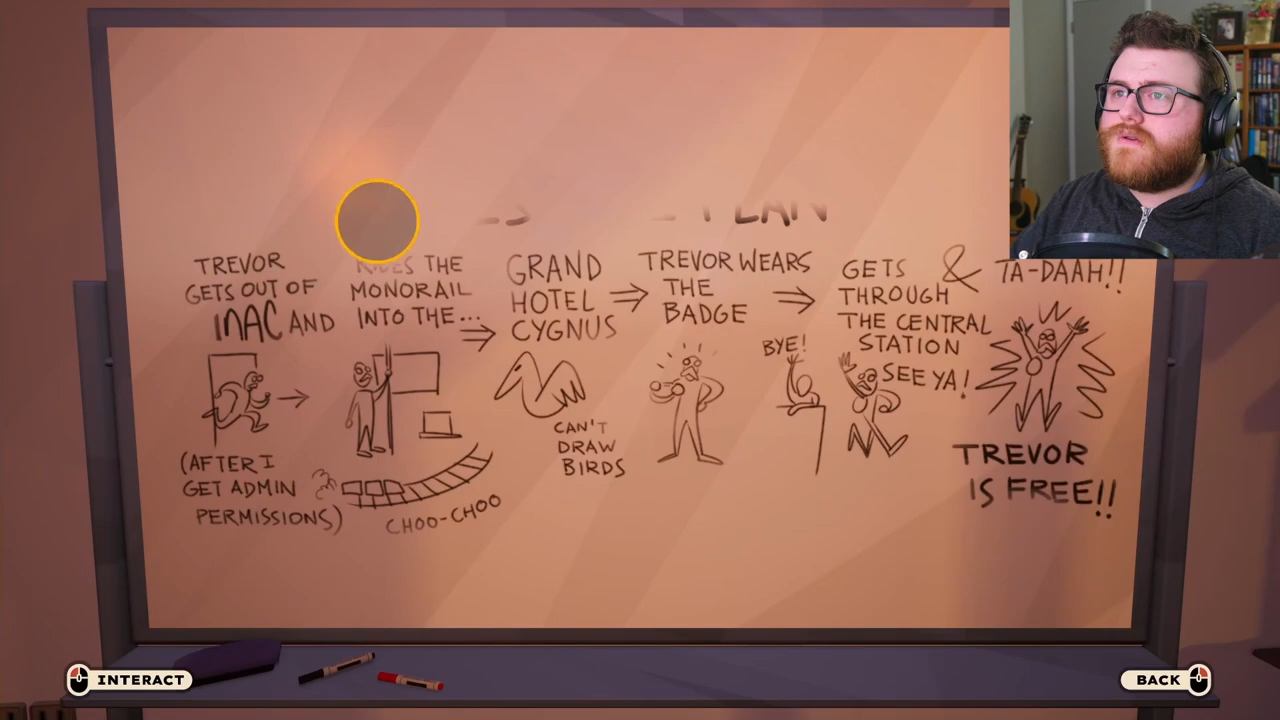 PLAN
TREVOR
GETS OUT OF
INAC AND
RIDES THE
MONORAIL
INTO THE...
GRAND
HOTEL
CYGNUS
TREVOR WEARS
THE
BADGE
GETS
THROUGH
THE CENTRAL
STATION
&
TA-DAAH!!
BYE!
SEE YA!
CAN'T
DRAW
BIRDS
(AFTER I
GET ADMIN
PERMISSIONS)
CHOO-CHOO
TREVOR
IS FREE!!
INTERACT
BACK